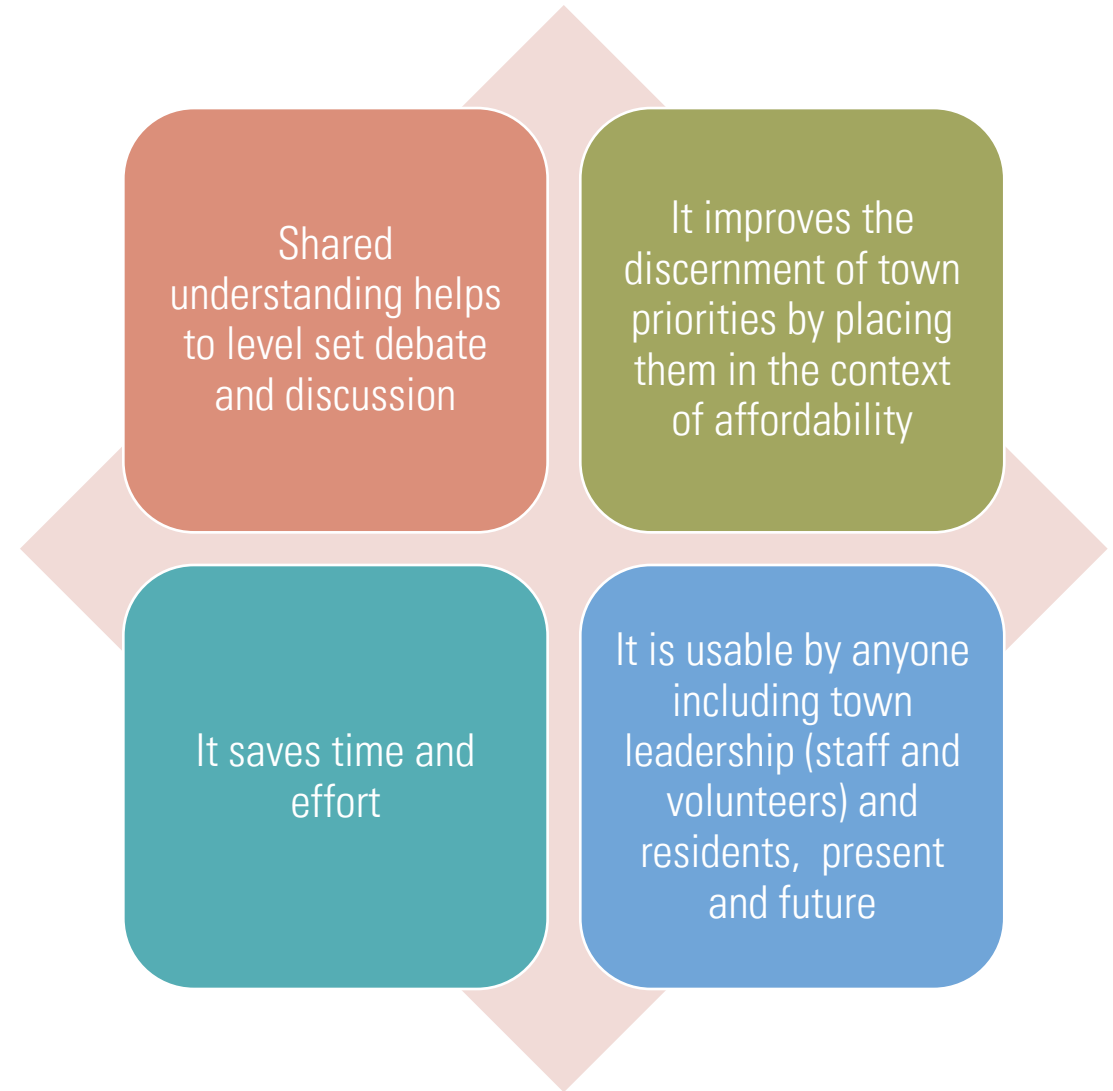 Shared
understanding helps
to level set debate
and discussion
It improves the
discernment of town
priorities by placing
them in the context
of affordability
It saves time and
effort
It is usable by anyone
including town
leadership (staff and
volunteers) and
residents,  present
and future